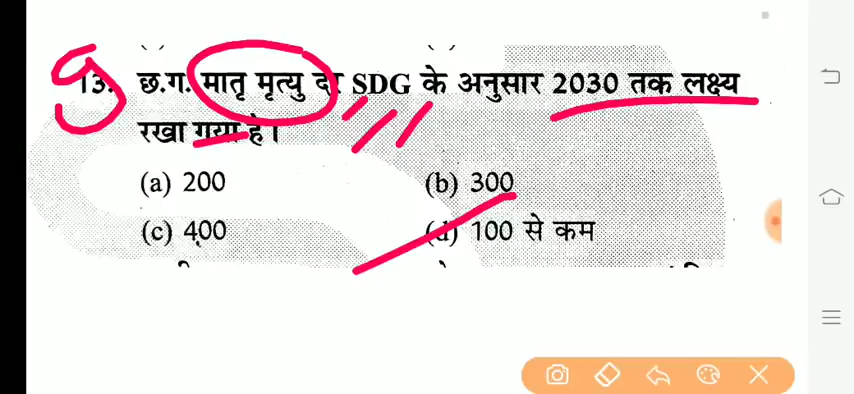 13. छ.ग. मातृ मृत्यु दर SDG के अनुसार 2030 तक लक्ष्य
रखा गया है।
(a) 200 (b) 300
(c) 400 (d) 100 से कम